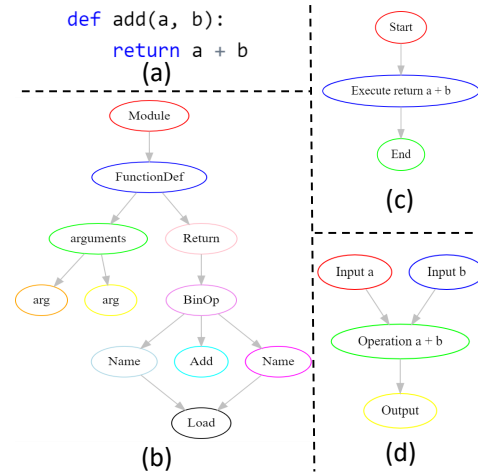 def add(a, b):
return a + b
(a)
Module
FunctionDef
arguments
Return
arg
arg
BinOp
Name
Add
Name
Load
(b)
Start
Execute return a + b
End
(c)
Input a
Input b
Operation a + b
Output
(d)